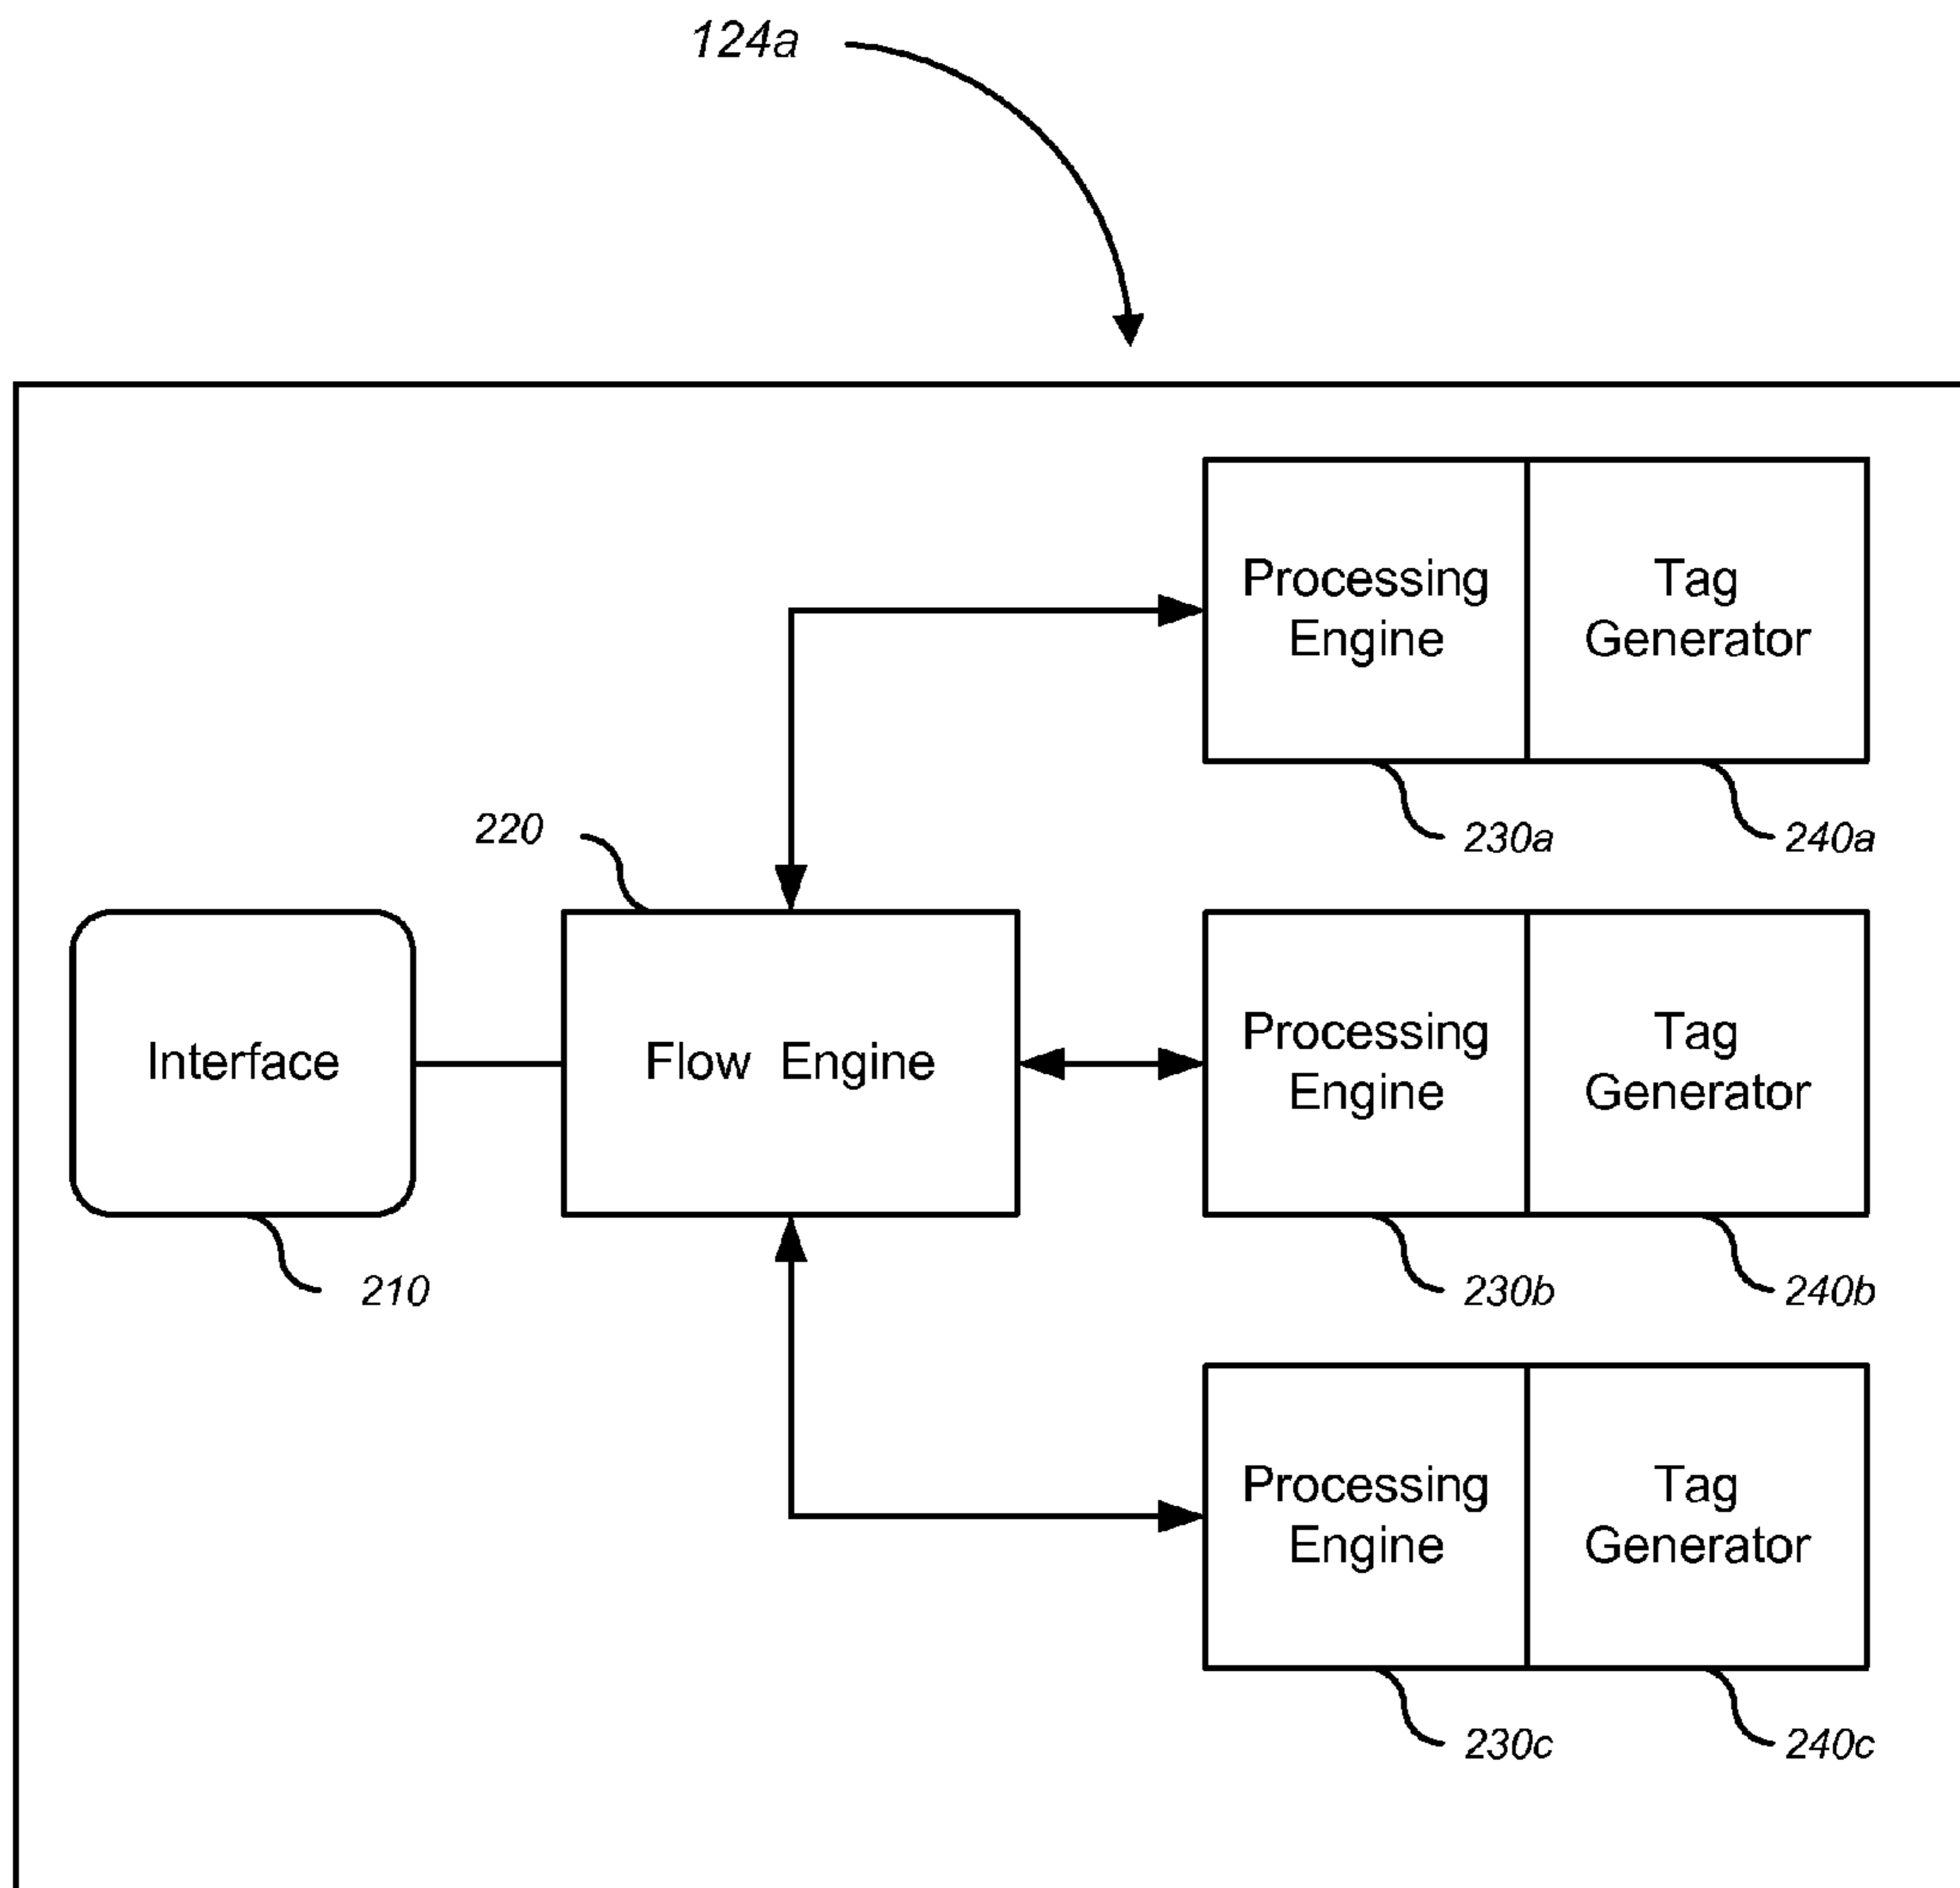 124a
Processing
Engine
Tag
Generator
230a
240a
220
Interface
Flow Engine
Processing
Engine
Tag
Generator
210
230b
240b
Processing
Engine
Tag
Generator
230c
240c